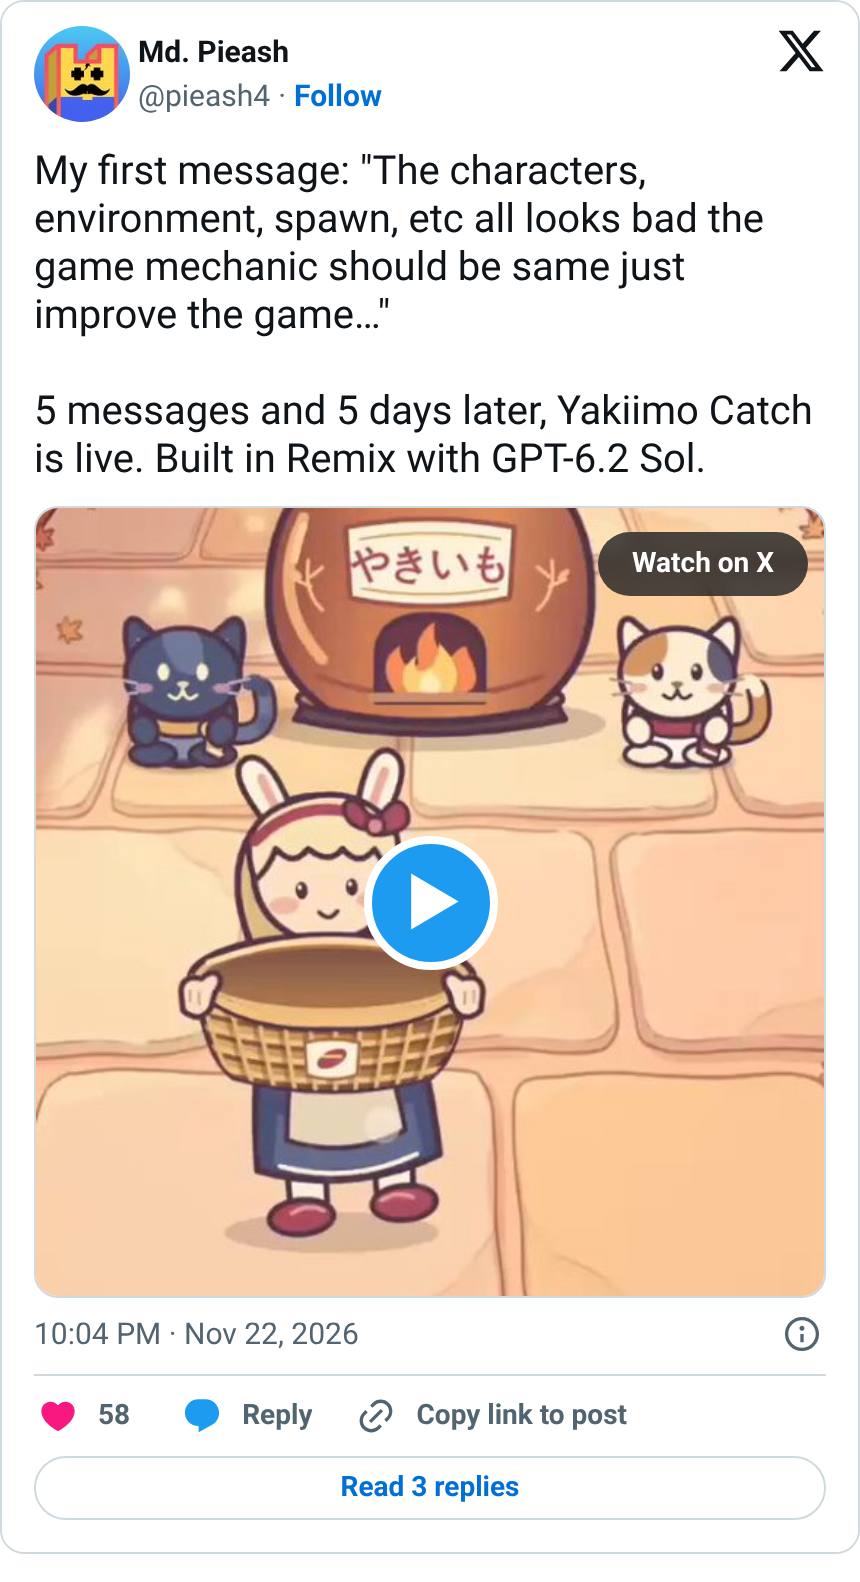 Md. Pieash
@pieash4 · Follow
My first message: "The characters,
environment, spawn, etc all looks bad the
game mechanic should be same just
improve the game…"
5 messages and 5 days later, Yakiimo Catch
is live. Built in Remix with GPT-6.2 Sol.
やきいも
Watch on X
10:04 PM · Nov 22, 2026
58
Reply
Copy link to post
Read 3 replies